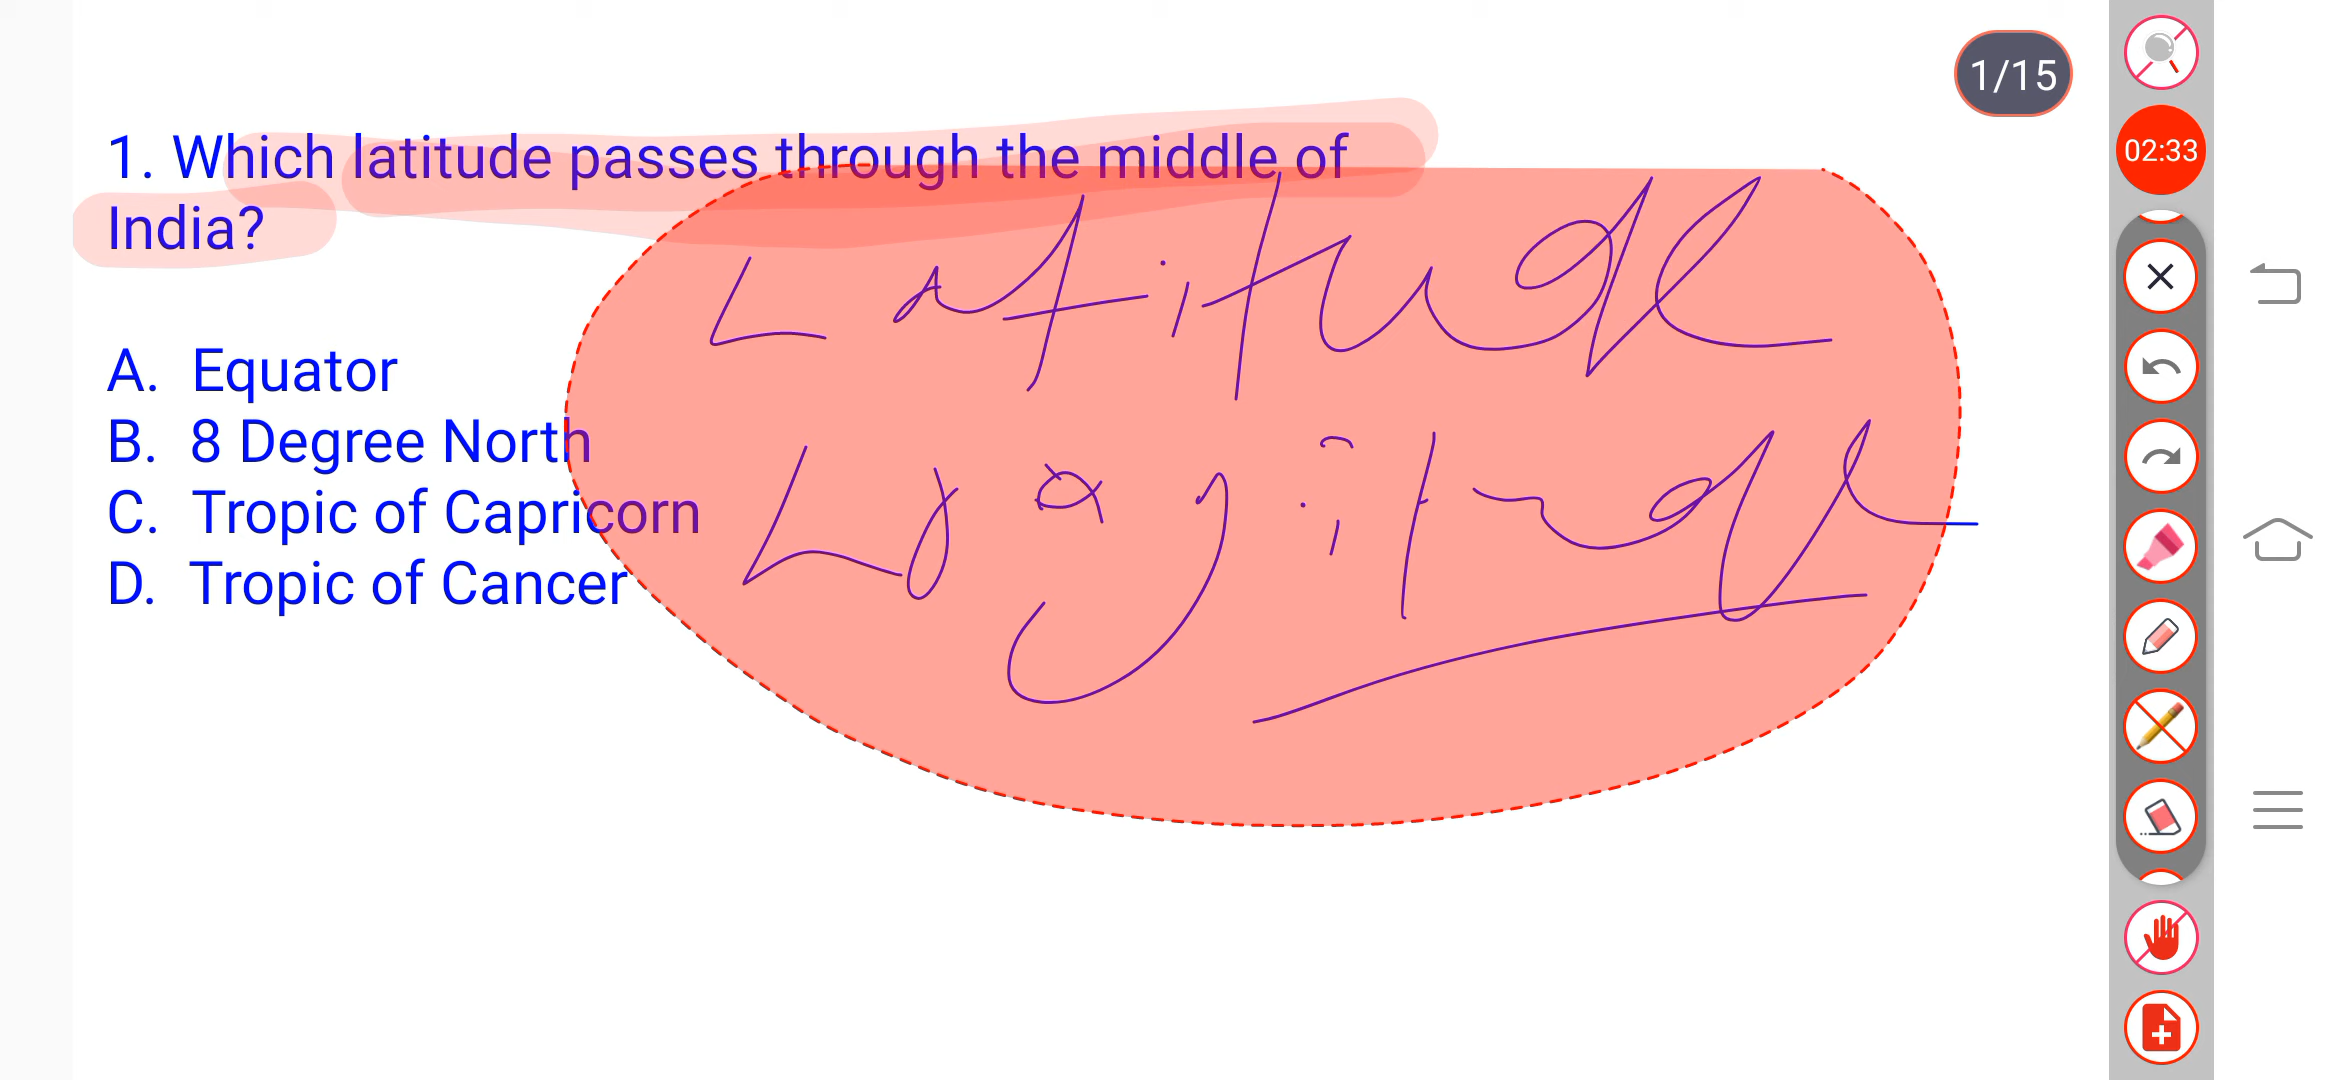 1/15
02:33
1. Which latitude passes through the middle of
India?
Latitude
A. Equator
B. 8 Degree North
C. Tropic of Capricorn
D. Tropic of Cancer
Logitude